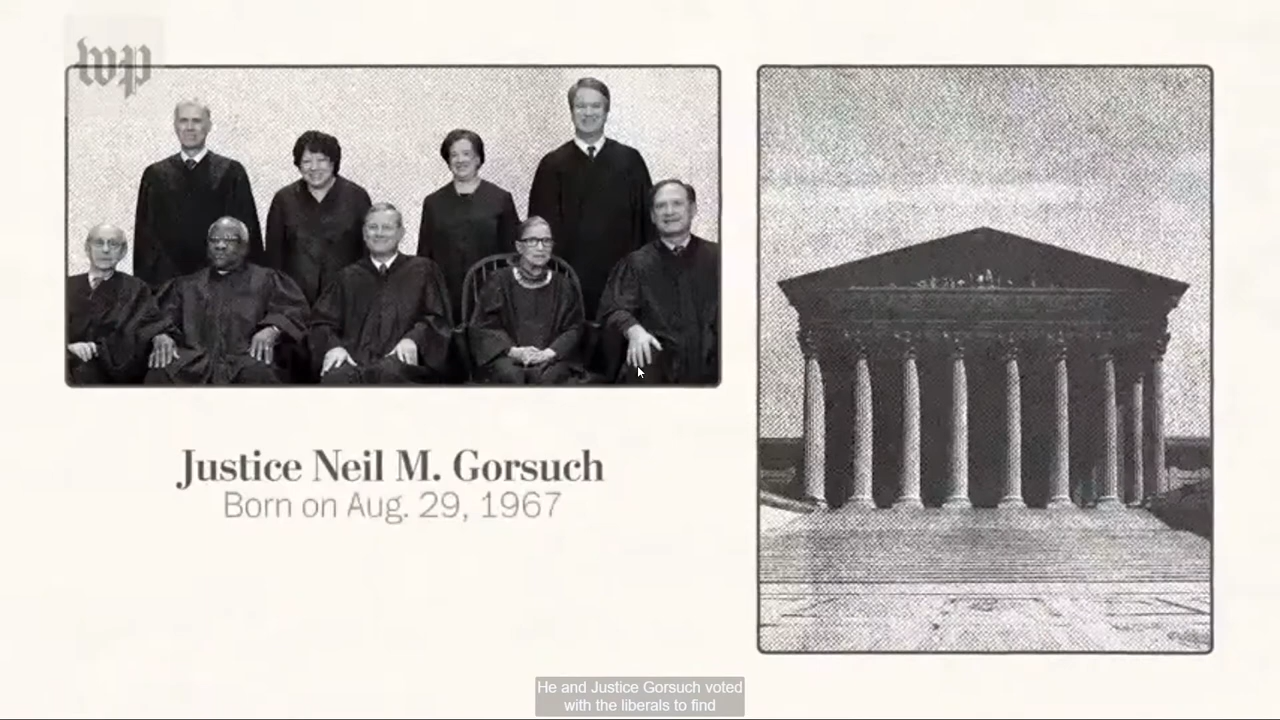 wp
Justice Neil M. Gorsuch
Born on Aug. 29, 1967
He and Justice Gorsuch voted
with the liberals to find